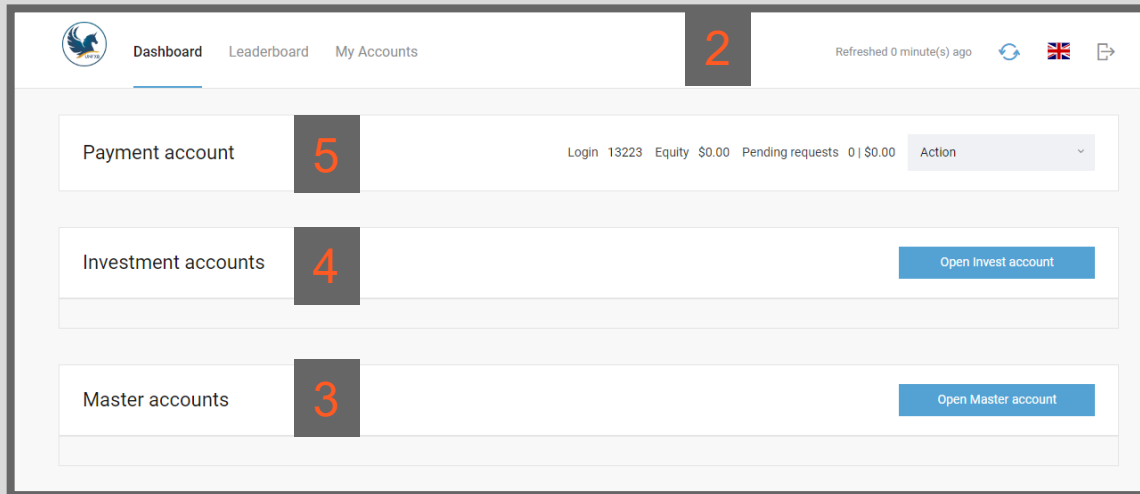 Dashboard Leaderboard My Accounts 2 Refreshed 0 minute(s) ago
Payment account 5 Login 13223 Equity $0.00 Pending requests 0 | $0.00 Action
Investment accounts 4 Open Invest account
Master accounts 3 Open Master account